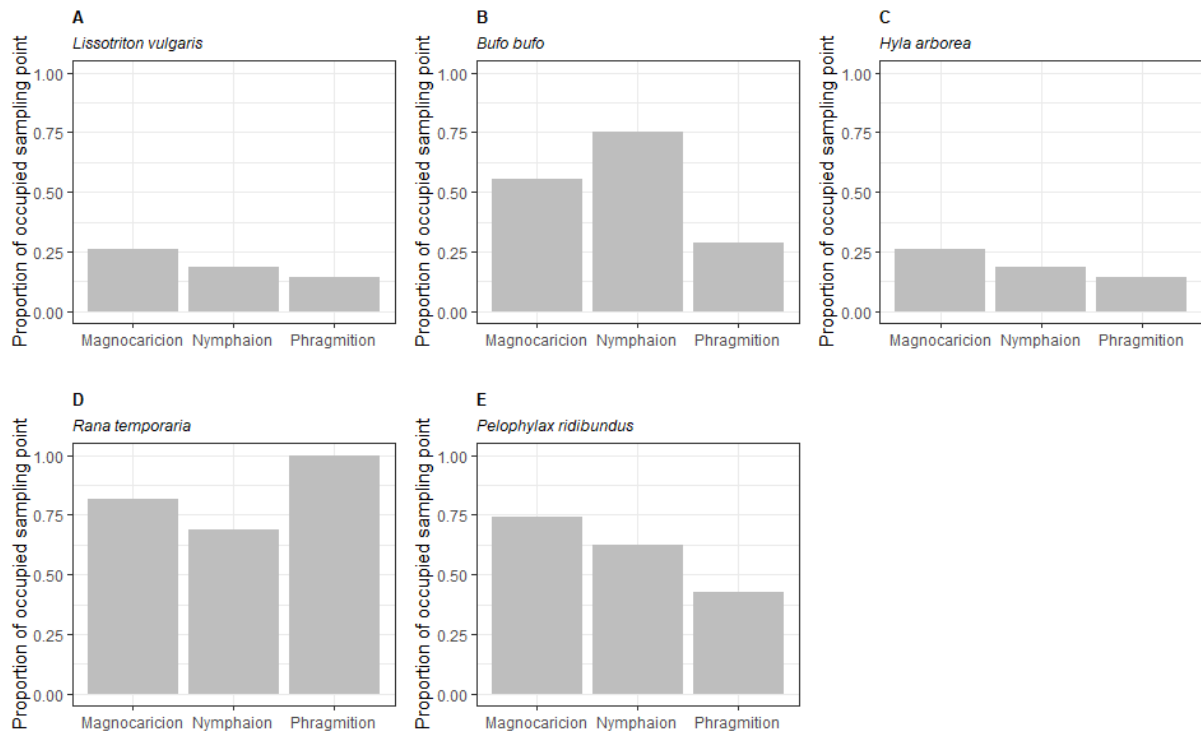 A
Lissotriton vulgaris
Proportion of occupied sampling point
1.00
0.75
0.50
0.25
0.00
Magnocaricion Nymphaion Phragmition
B
Bufo bufo
Proportion of occupied sampling point
1.00
0.75
0.50
0.25
0.00
Magnocaricion Nymphaion Phragmition
C
Hyla arborea
Proportion of occupied sampling point
1.00
0.75
0.50
0.25
0.00
Magnocaricion Nymphaion Phragmition
D
Rana temporaria
Proportion of occupied sampling point
1.00
0.75
0.50
0.25
0.00
Magnocaricion Nymphaion Phragmition
E
Pelophylax ridibundus
Proportion of occupied sampling point
1.00
0.75
0.50
0.25
0.00
Magnocaricion Nymphaion Phragmition